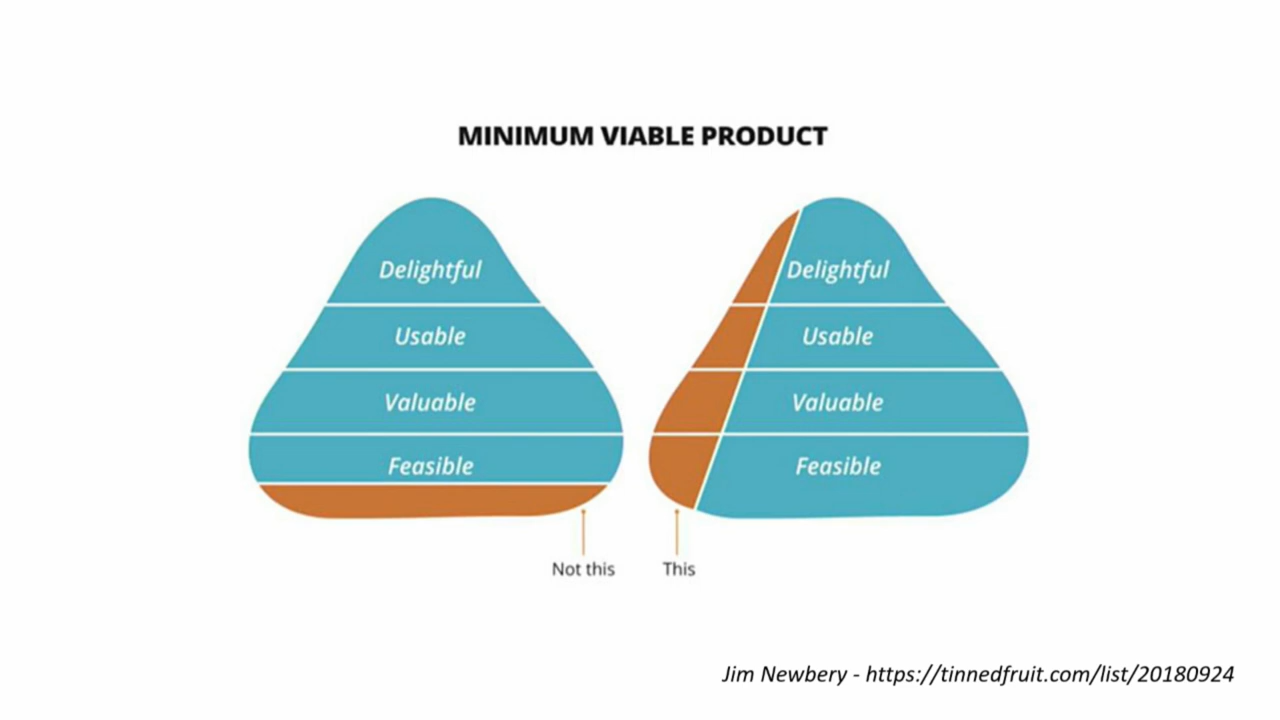 MINIMUM VIABLE PRODUCT
Delightful
Usable
Valuable
Feasible
Not this
Delightful
Usable
Valuable
Feasible
This
Jim Newbery - https://tinnedfruit.com/list/20180924